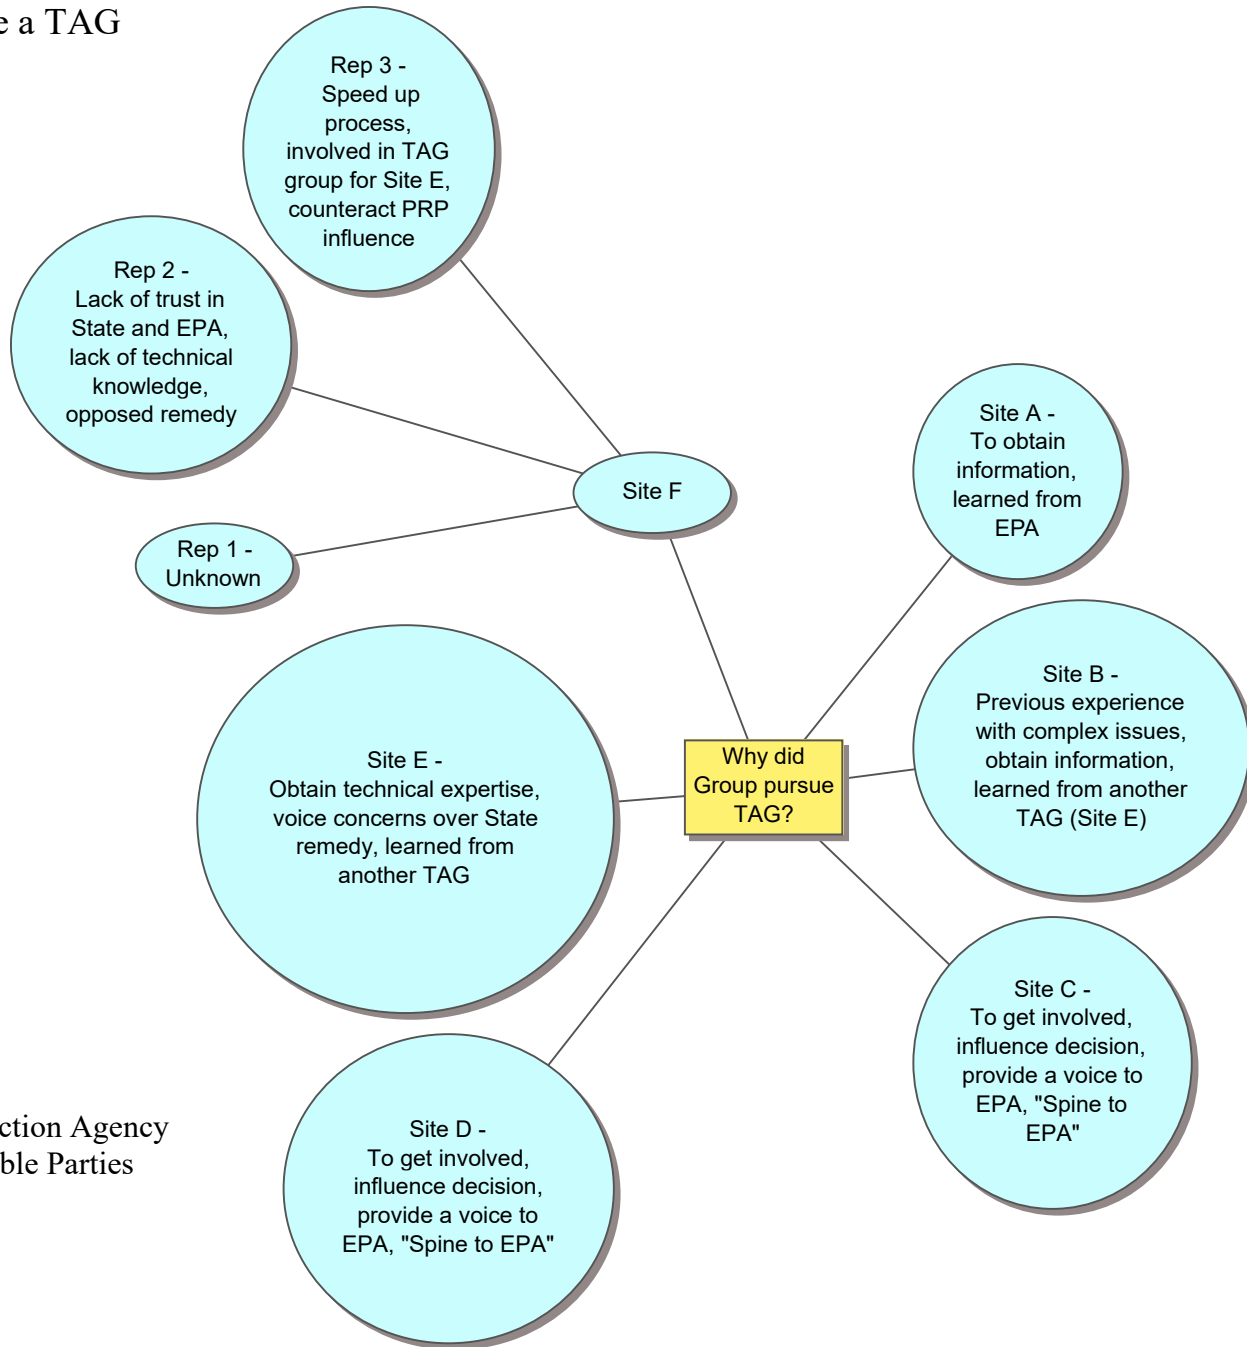 e a TAG
Rep 3 -
Speed up
process,
involved in TAG
group for Site E,
counteract PRP
influence
Rep 2 -
Lack of trust in
State and EPA,
lack of technical
knowledge,
opposed remedy
Rep 1 -
Unknown
Site F
Site A -
To obtain
information,
learned from
EPA
Site B -
Previous experience
with complex issues,
obtain information,
learned from another
TAG (Site E)
Why did
Group pursue
TAG?
Site E -
Obtain technical expertise,
voice concerns over State
remedy, learned from
another TAG
Site C -
To get involved,
influence decision,
provide a voice to
EPA, "Spine to
EPA"
Site D -
To get involved,
influence decision,
provide a voice to
EPA, "Spine to EPA"
ction Agency
ble Parties